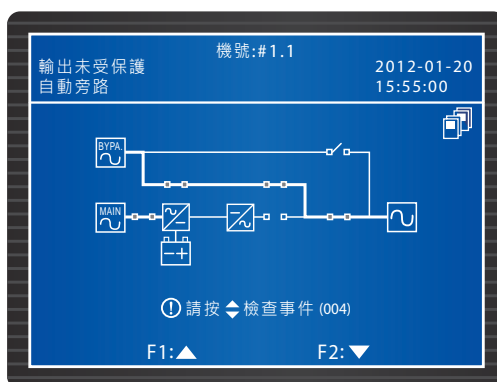 機號:#1.1
輸出未受保護
2012-01-20
自動旁路
15:55:00
BYPA.
MAIN
請按 檢查事件 (004)
F1:
F2: